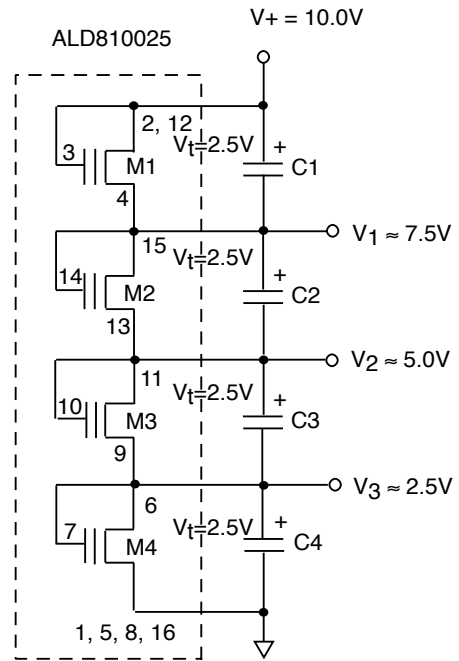 V+ = 10.0V
ALD810025
2, 12
Vt=2.5V
+
3
M1
C1
4
15
V1 ≈ 7.5V
Vt=2.5V
+
14
M2
C2
13
11
V2 ≈ 5.0V
Vt=2.5V
+
10
M3
C3
9
6
V3 ≈ 2.5V
Vt=2.5V
+
7
M4
C4
1, 5, 8, 16